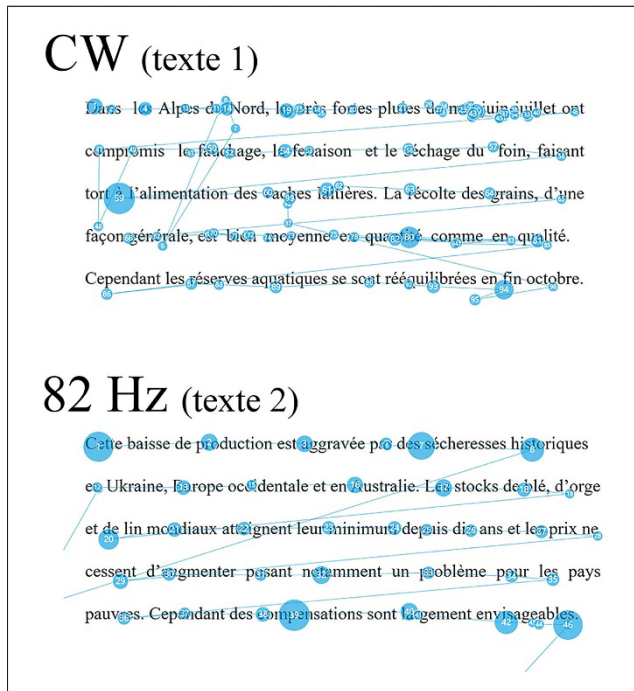 CW (texte 1)
Dans les Alpes du Nord, les très fortes pluies de mai-juin-juillet ont
compromis le fauchage, la fenaison et le séchage du foin, faisant
tort à l'alimentation des vaches laitières. La récolte des grains, d'une
façon générale, est bien moyenne en quantité comme en qualité.
Cependant les réserves aquatiques se sont rééquilibrées en fin octobre.
82 Hz (texte 2)
Cette baisse de production est aggravée par des sécheresses historiques
en Ukraine, Europe occidentale et en Australie. Les stocks de blé, d'orge
et de lin mondiaux atteignent leur minimum depuis dix ans et les prix ne
cessent d'augmenter posant notamment un problème pour les pays
pauvres. Cependant des compensations sont largement envisageables.